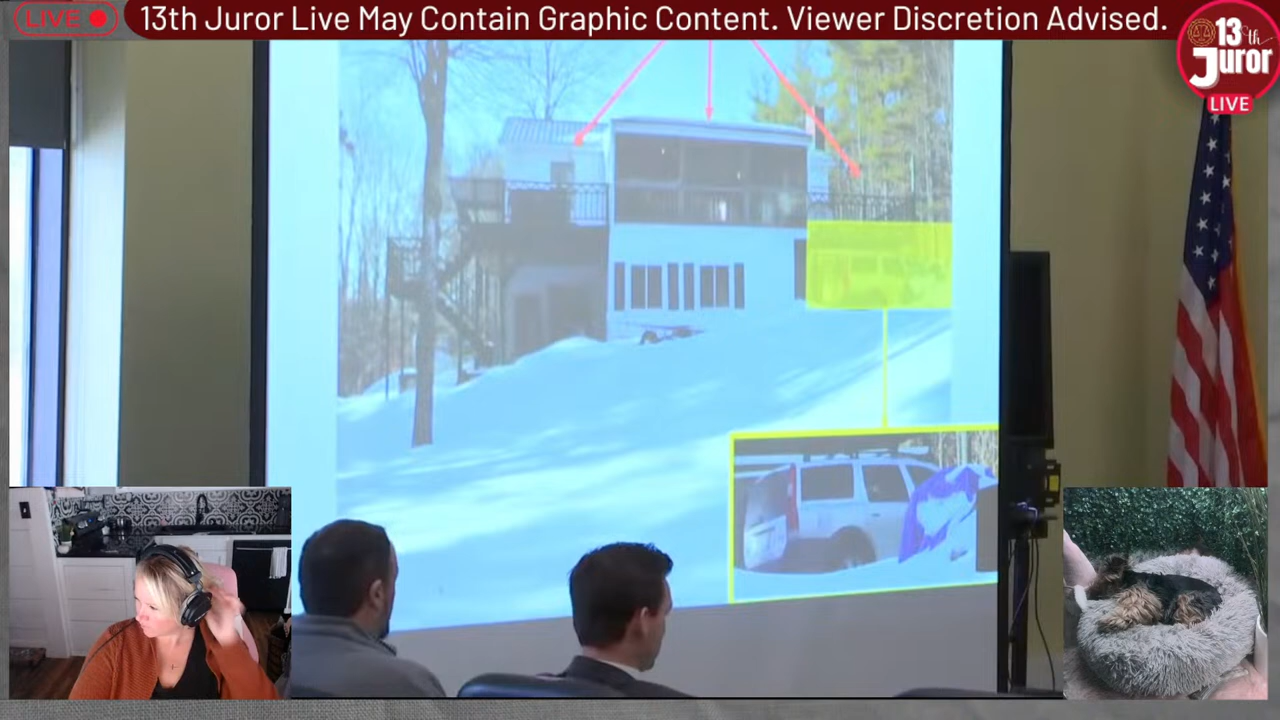 LIVE
13th Juror Live May Contain Graphic Content. Viewer Discretion Advised.
13th
Juror
LIVE